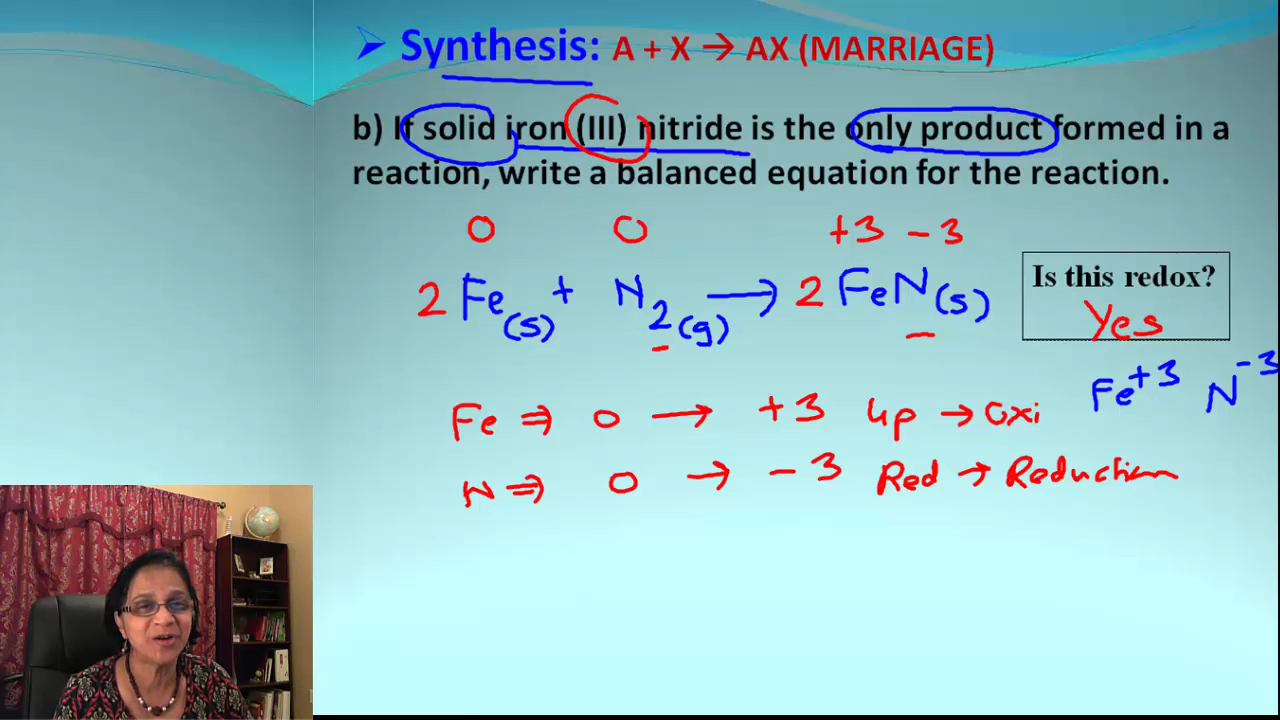 ➢ Synthesis: A + X → AX (MARRIAGE)
b) If solid iron (III) nitride is the only product formed in a
reaction, write a balanced equation for the reaction.
0 0 +3 -3
2 Fe(s) + N2(g) → 2 FeN(s)
Is this redox?
Yes
Fe+3 N-3
Fe ⇒ 0 → +3 Up → Oxi
N ⇒ 0 → -3 Red → Reduction